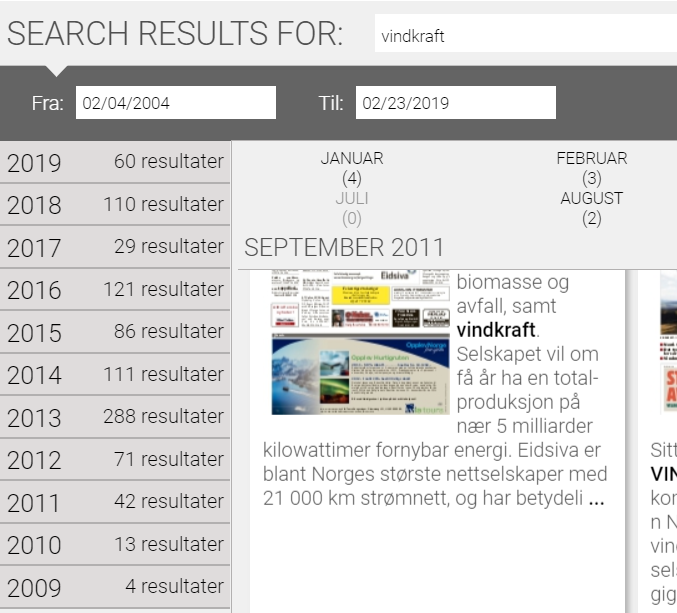 SEARCH RESULTS FOR: vindkraft
Fra: 02/04/2004 Til: 02/23/2019
2019 60 resultater
2018 110 resultater
2017 29 resultater
2016 121 resultater
2015 86 resultater
2014 111 resultater
2013 288 resultater
2012 71 resultater
2011 42 resultater
2010 13 resultater
2009 4 resultater
JANUAR FEBRUAR
(4) (3)
JULI AUGUST
(0) (2)
SEPTEMBER 2011
Eidsiva
biomasse og
avfall, samt
vindkraft.
Selskapet vil om
få år ha en total-
produksjon på
nær 5 milliarder
kilowattimer fornybar energi. Eidsiva er
blant Norges største nettselskaper med
21 000 km strømnett, og har betydeli ...
Sitt
VIN
kor
n N
vin
sel
gig